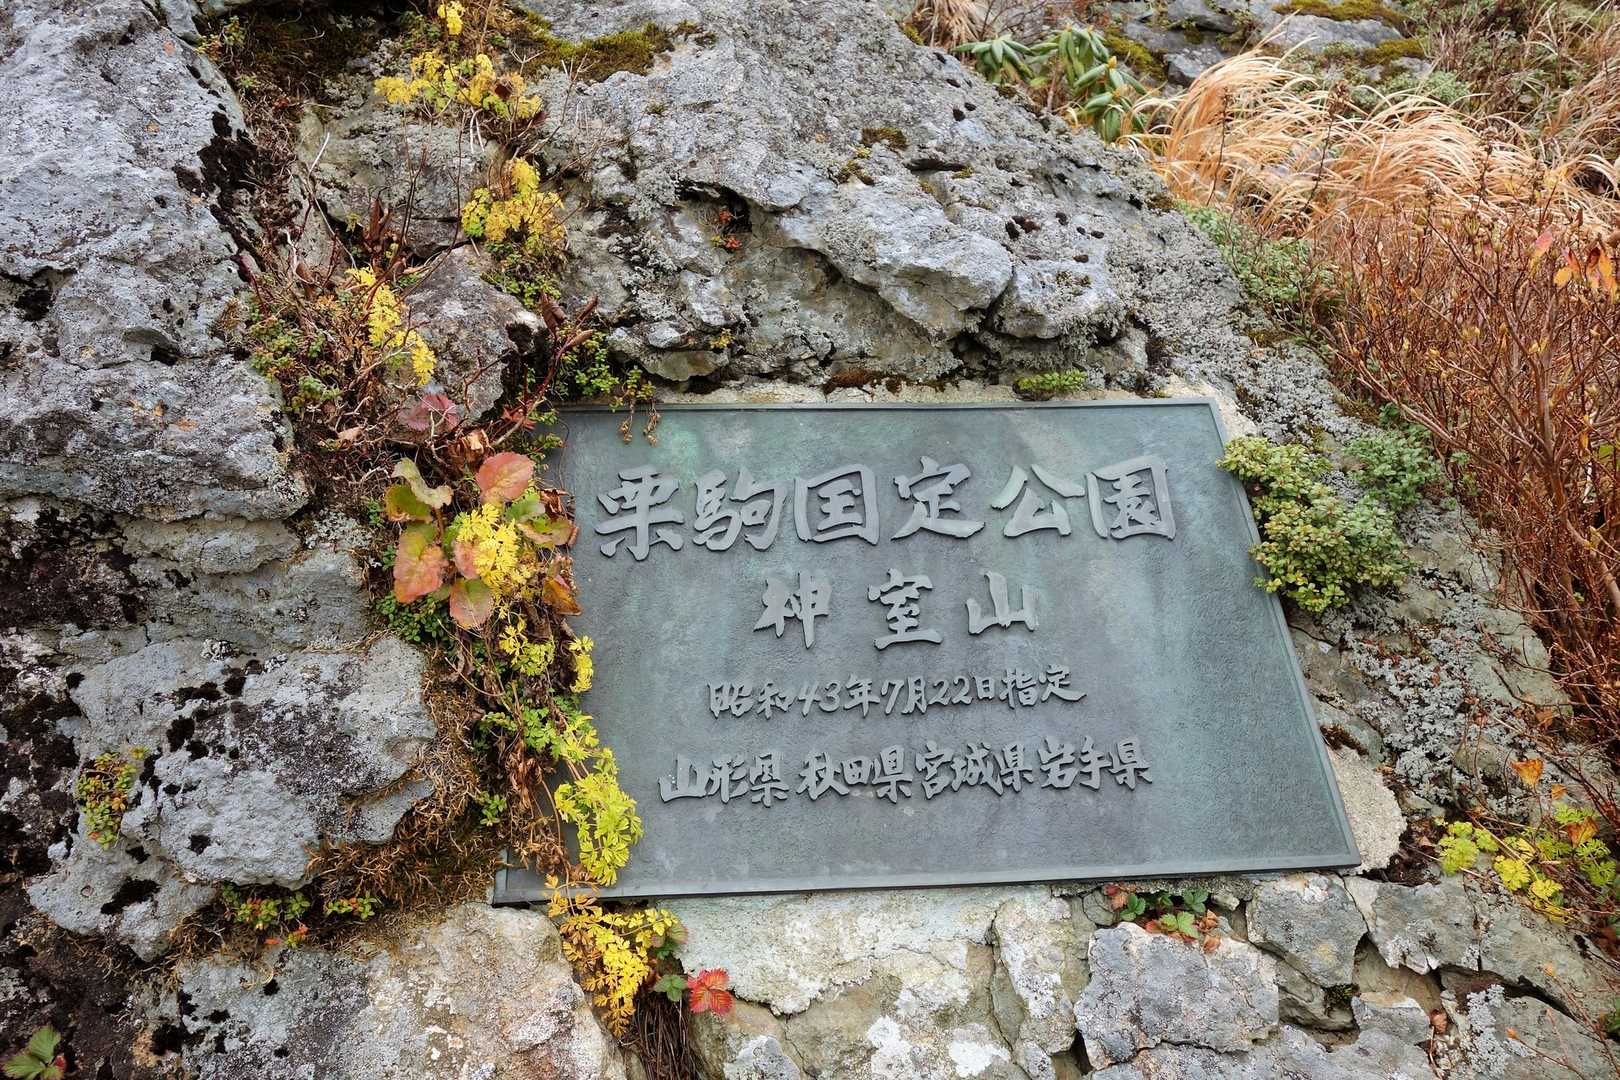 栗駒国定公園
神室山
昭和43年7月22日指定
山形県秋田県宮城県岩手県